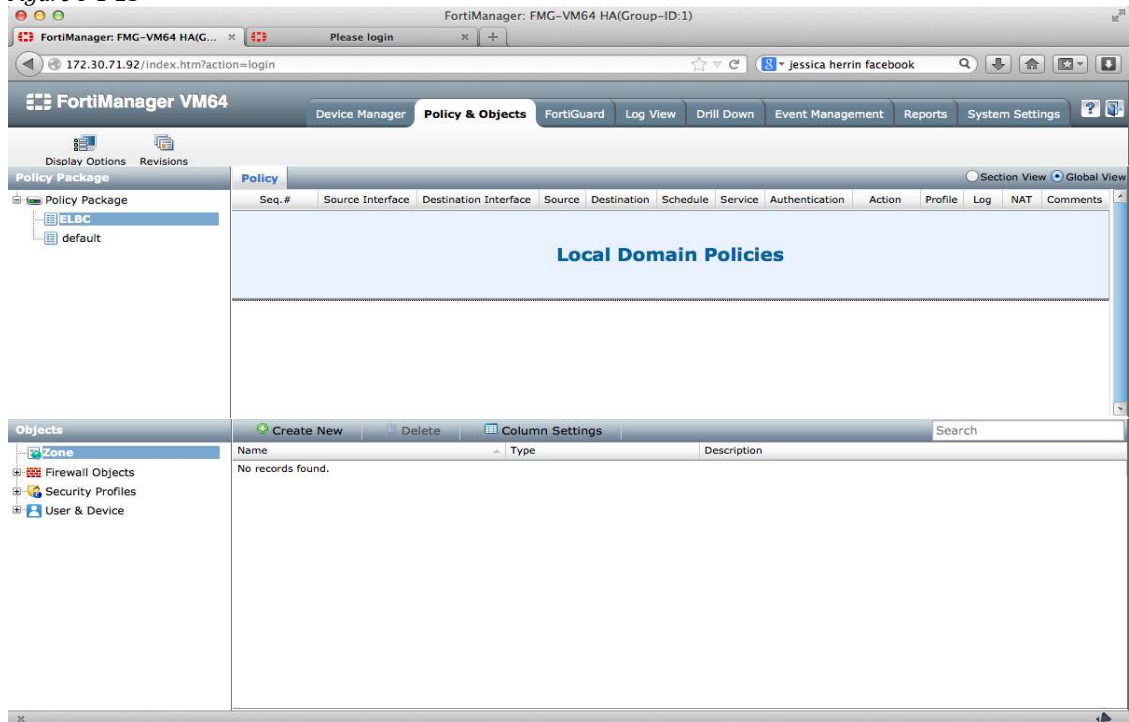 FortiManager: FMG-VM64 HA(Group-ID:1)
FortiManager: FMG-VM64 HA(G...
Please login
172.30.71.92/index.htm?action=login
jessica herrin facebook
FortiManager VM64
Device Manager Policy & Objects FortiGuard Log View Drill Down Event Management Reports System Settings
Display Options Revisions
Policy Package
Policy
Section View Global View
Policy Package
ELBC
default
Seq.# Source Interface Destination Interface Source Destination Schedule Service Authentication Action Profile Log NAT Comments
Local Domain Policies
Objects
Create New Delete Column Settings
Search
Zone
Firewall Objects
Security Profiles
User & Device
Name Type Description
No records found.